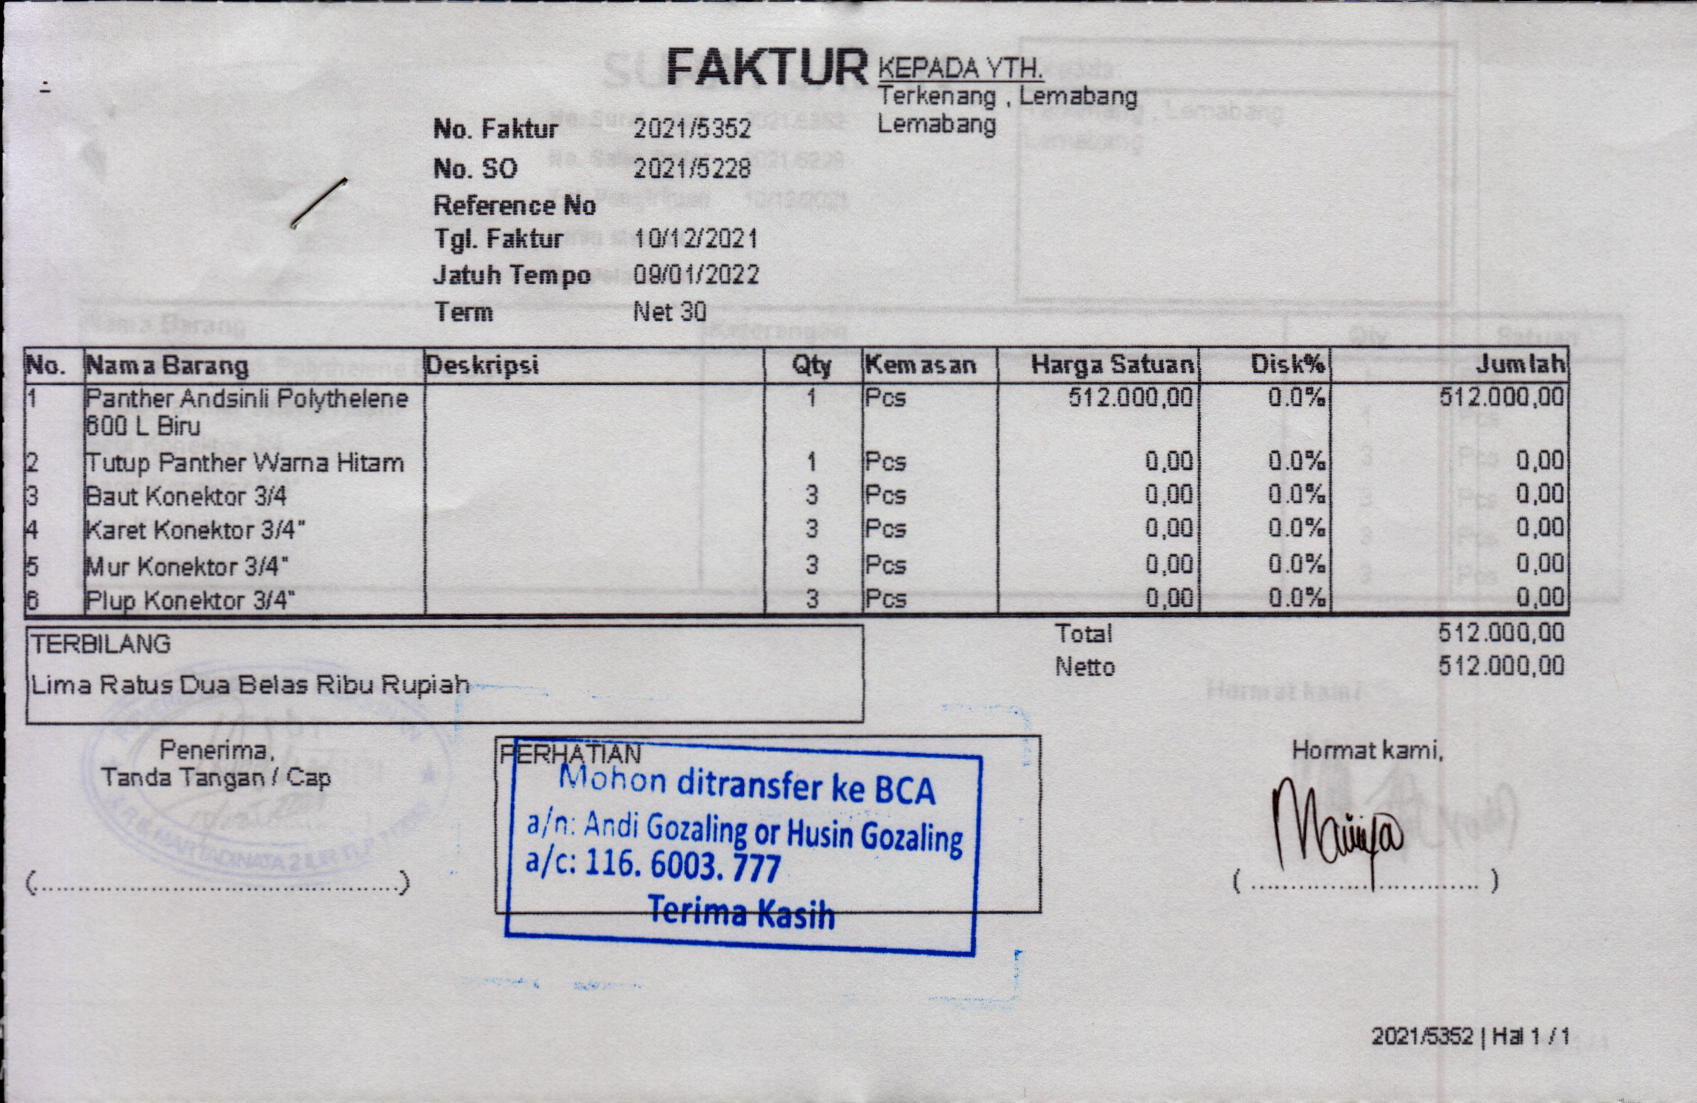 FAKTUR
KEPADA YTH.
Terkenang , Lemabang
Lemabang
No. Faktur 2021/5352
No. SO 2021/5228
Reference No
Tgl. Faktur 10/12/2021
Jatuh Tempo 09/01/2022
Term Net 30
No. Nama Barang Deskripsi Qty Kemasan Harga Satuan Disk% Jumlah
1 Panther Andsinli Polythelene 1 Pcs 512.000,00 0.0% 512.000,00
600 L Biru
2 Tutup Panther Warna Hitam 1 Pcs 0,00 0.0% 0,00
3 Baut Konektor 3/4 3 Pcs 0,00 0.0% 0,00
4 Karet Konektor 3/4" 3 Pcs 0,00 0.0% 0,00
5 Mur Konektor 3/4" 3 Pcs 0,00 0.0% 0,00
6 Plup Konektor 3/4" 3 Pcs 0,00 0.0% 0,00
Total 512.000,00
Netto 512.000,00
TERBILANG
Lima Ratus Dua Belas Ribu Rupiah
Penerima,
Tanda Tangan / Cap
(...........................................)
PERHATIAN
Mohon ditransfer ke BCA
a/n: Andi Gozaling or Husin Gozaling
a/c: 116. 6003. 777
Terima Kasih
Hormat kami,
( ............................. )
2021/5352 | Hal 1 / 1